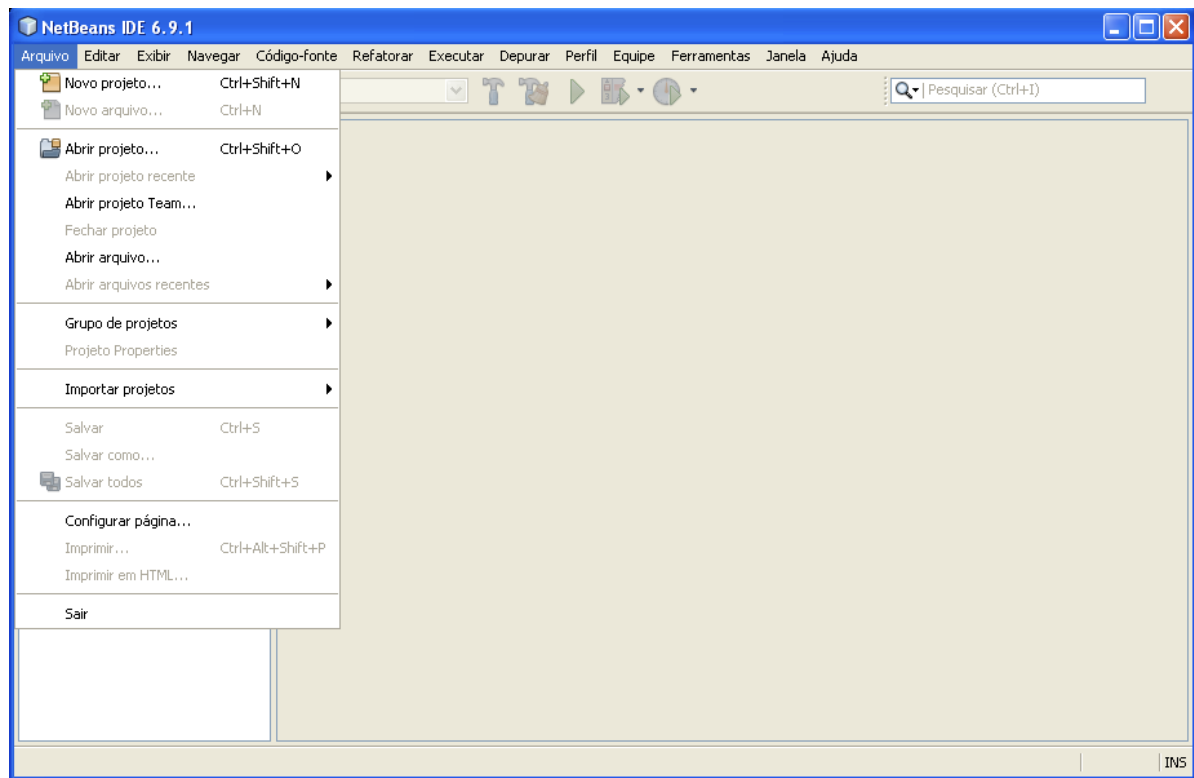 NetBeans IDE 6.9.1
Arquivo Editar Exibir Navegar Código-fonte Refatorar Executar Depurar Perfil Equipe Ferramentas Janela Ajuda
Pesquisar (Ctrl+I)
Novo projeto... Ctrl+Shift+N
Novo arquivo... Ctrl+N
Abrir projeto... Ctrl+Shift+O
Abrir projeto recente
Abrir projeto Team...
Fechar projeto
Abrir arquivo...
Abrir arquivos recentes
Grupo de projetos
Projeto Properties
Importar projetos
Salvar Ctrl+S
Salvar como...
Salvar todos Ctrl+Shift+S
Configurar página...
Imprimir... Ctrl+Alt+Shift+P
Imprimir em HTML...
Sair
INS